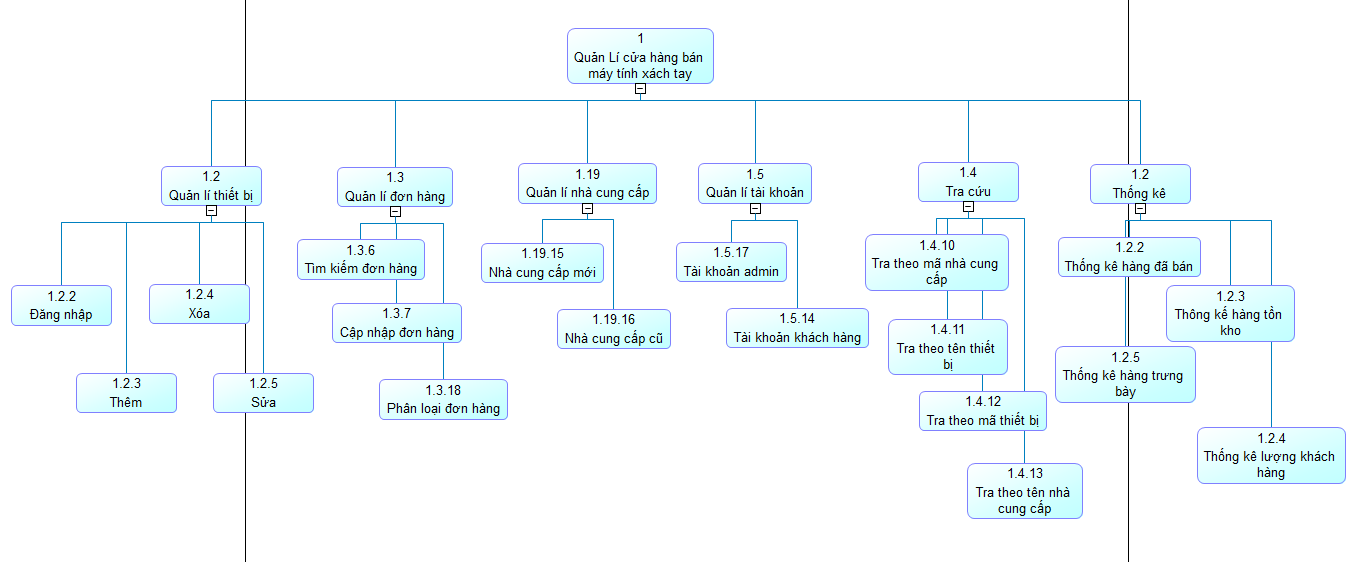 1
Quản Lí cửa hàng bán
máy tính xách tay
1.2
Quản lí thiết bị
1.2.2
Đăng nhập
1.2.3
Thêm
1.2.4
Xóa
1.2.5
Sửa
1.3
Quản lí đơn hàng
1.3.6
Tìm kiếm đơn hàng
1.3.7
Cập nhập đơn hàng
1.3.18
Phân loại đơn hàng
1.19
Quản lí nhà cung cấp
1.19.15
Nhà cung cấp mới
1.19.16
Nhà cung cấp cũ
1.5
Quản lí tài khoản
1.5.17
Tài khoản admin
1.5.14
Tài khoản khách hàng
1.4
Tra cứu
1.4.10
Tra theo mã nhà cung
cấp
1.4.11
Tra theo tên thiết
bị
1.4.12
Tra theo mã thiết bị
1.4.13
Tra theo tên nhà
cung cấp
1.2
Thống kê
1.2.2
Thống kê hàng đã bán
1.2.3
Thông kế hàng tồn
kho
1.2.5
Thống kê hàng trưng
bày
1.2.4
Thống kê lượng khách
hàng